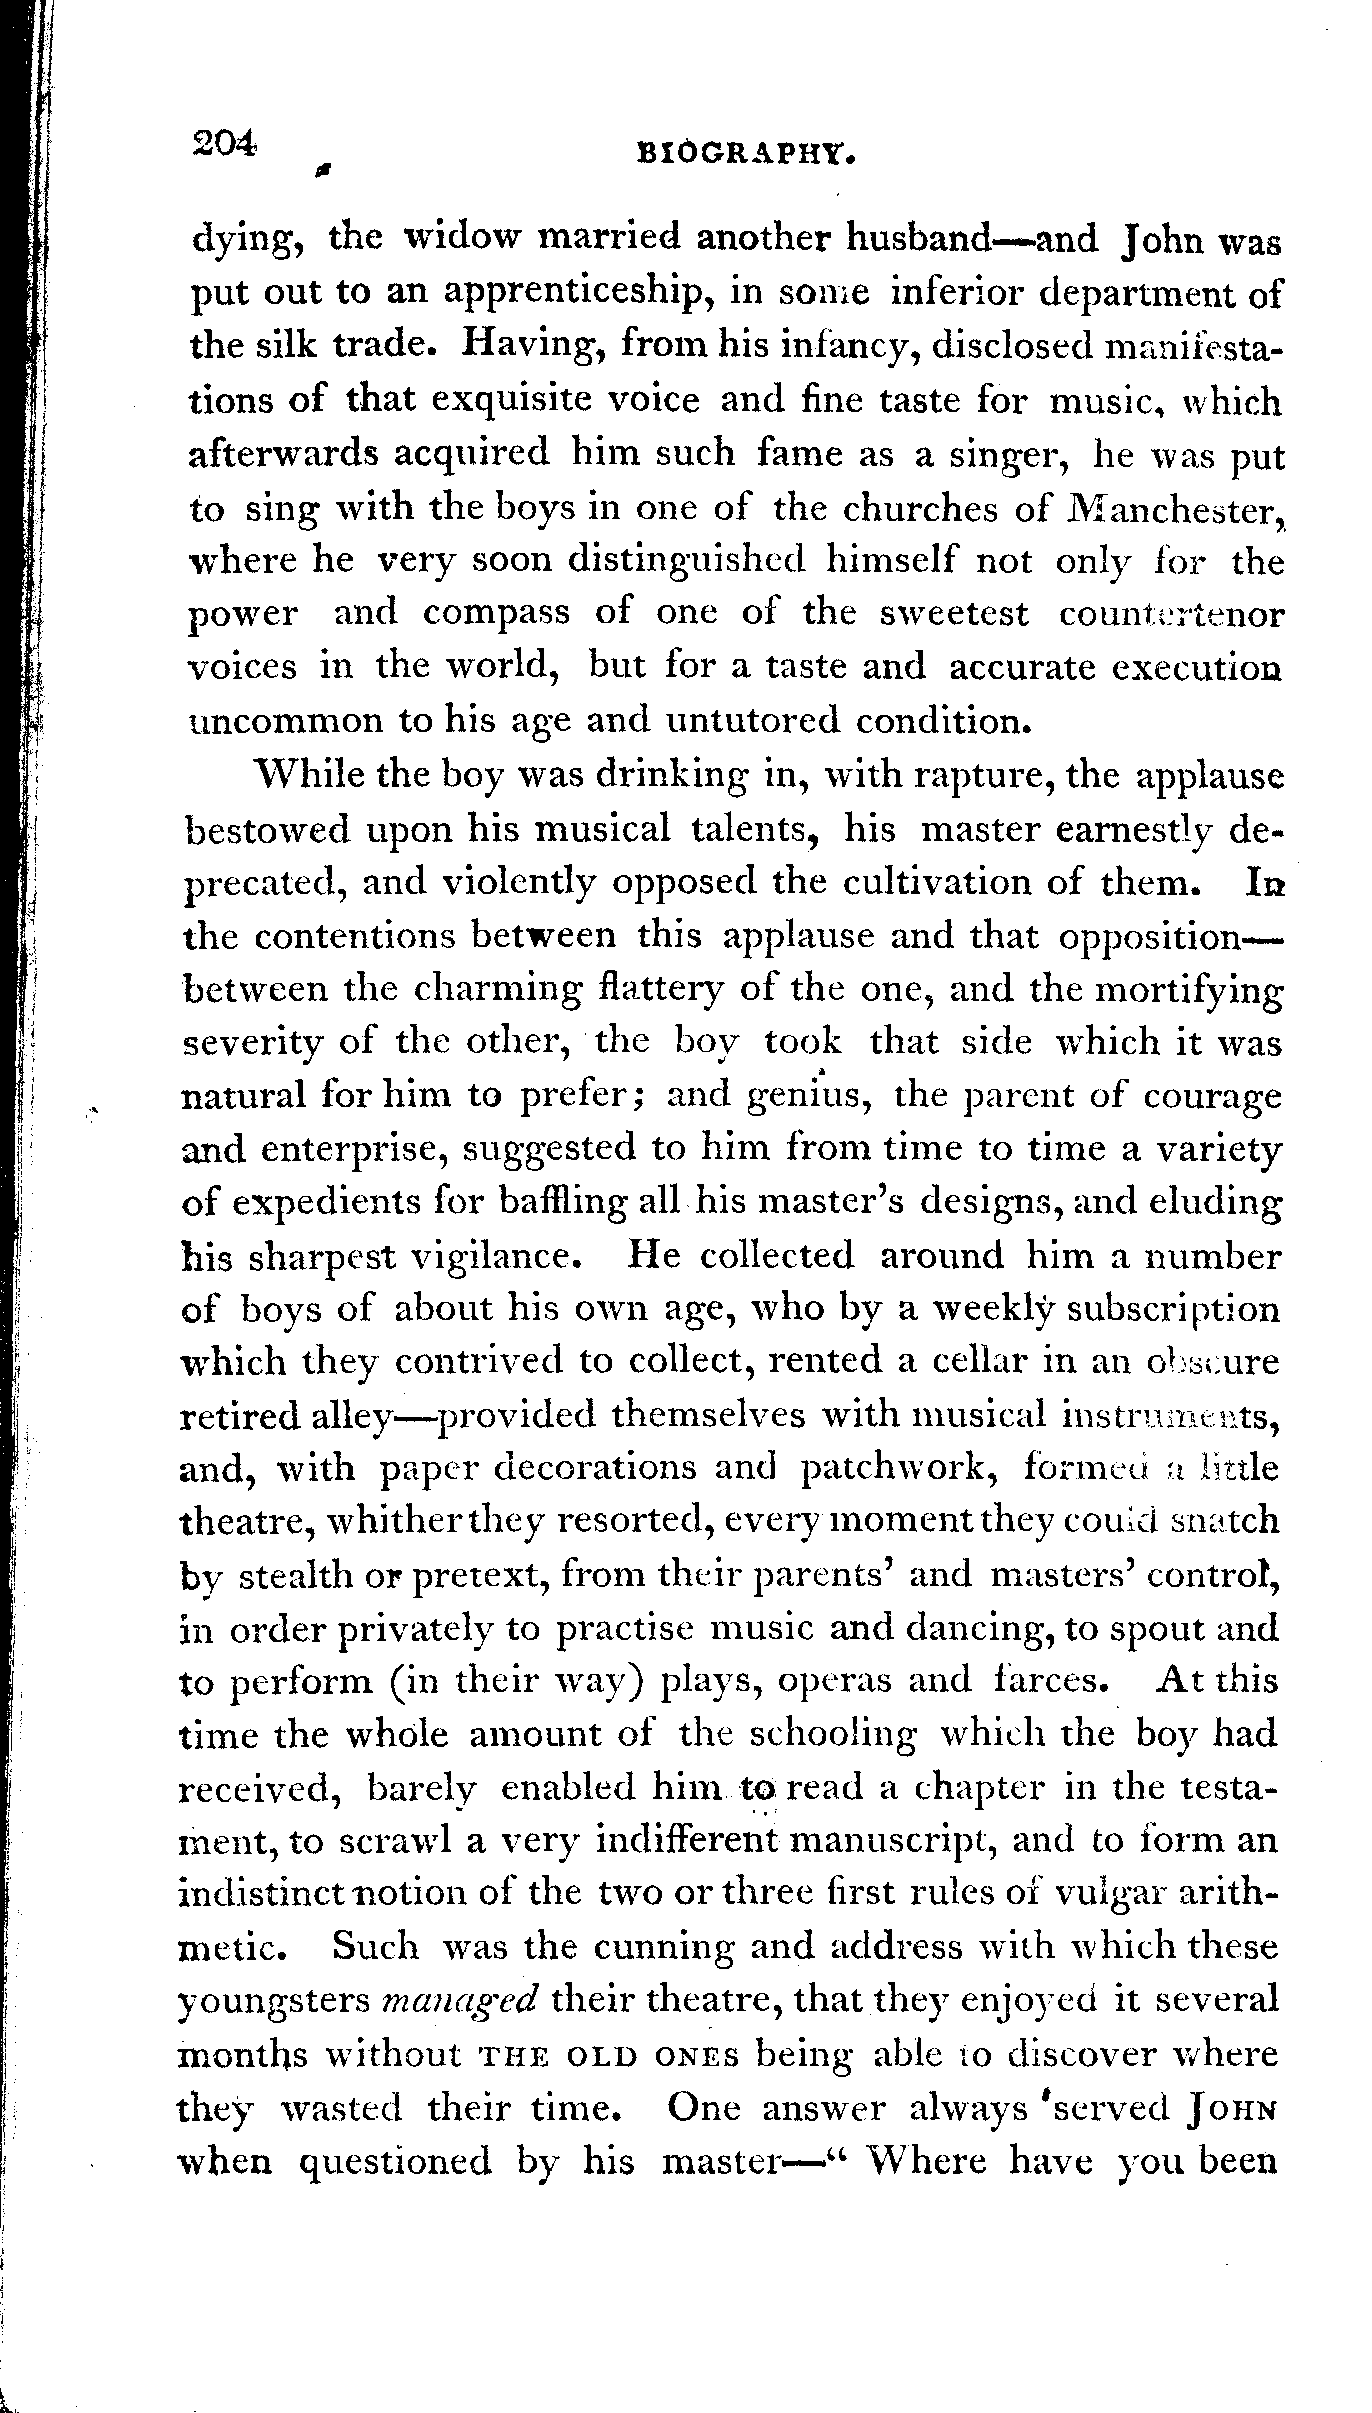 204
BIOGRAPHY.
dying, the widow married another husband—and John was
put out to an apprenticeship, in some inferior department of
the silk trade. Having, from his infancy, disclosed manifesta-
tions of that exquisite voice and fine taste for music, which
afterwards acquired him such fame as a singer, he was put
to sing with the boys in one of the churches of Manchester,
where he very soon distinguished himself not only for the
power and compass of one of the sweetest countertenor
voices in the world, but for a taste and accurate execution
uncommon to his age and untutored condition.
While the boy was drinking in, with rapture, the applause
bestowed upon his musical talents, his master earnestly de-
precated, and violently opposed the cultivation of them. In
the contentions between this applause and that opposition—
between the charming flattery of the one, and the mortifying
severity of the other, the boy took that side which it was
natural for him to prefer; and genius, the parent of courage
and enterprise, suggested to him from time to time a variety
of expedients for baffling all his master's designs, and eluding
his sharpest vigilance. He collected around him a number
of boys of about his own age, who by a weekly subscription
which they contrived to collect, rented a cellar in an obscure
retired alley—provided themselves with musical instruments,
and, with paper decorations and patchwork, formed a little
theatre, whither they resorted, every moment they could snatch
by stealth or pretext, from their parents' and masters' control,
in order privately to practise music and dancing, to spout and
to perform (in their way) plays, operas and farces. At this
time the whole amount of the schooling which the boy had
received, barely enabled him to read a chapter in the testa-
ment, to scrawl a very indifferent manuscript, and to form an
indistinct notion of the two or three first rules of vulgar arith-
metic. Such was the cunning and address with which these
youngsters managed their theatre, that they enjoyed it several
months without THE OLD ONES being able to discover where
they wasted their time. One answer always served JOHN
when questioned by his master—“ Where have you been